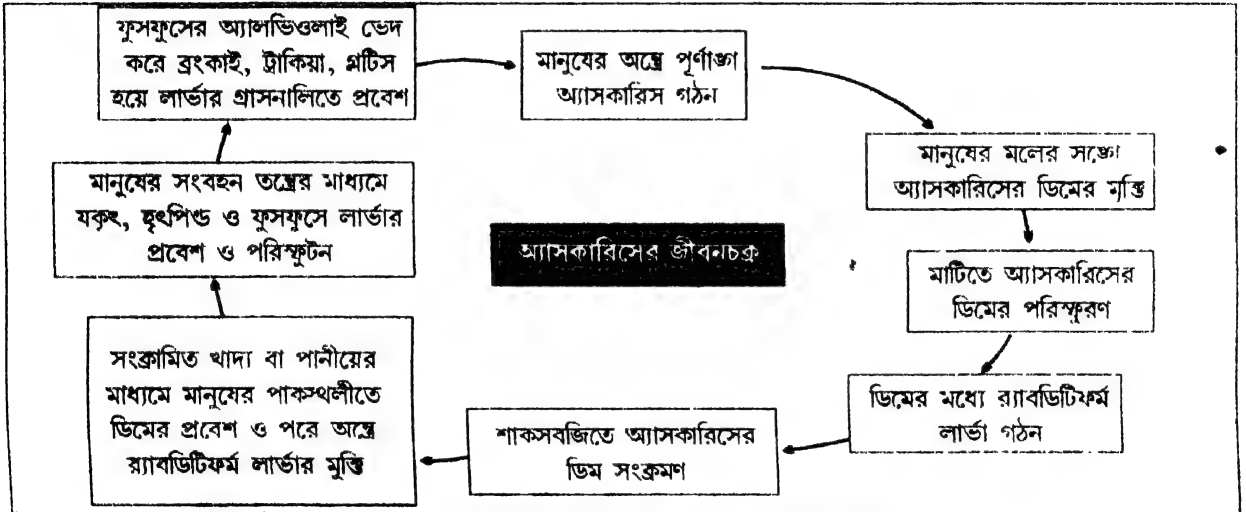 ফুসফুসের অ্যালভিওলাই ভেদ
করে ব্রংকাই, ট্রাকিয়া, গ্লটিস
হয়ে লার্ভার গ্রাসনালিতে প্রবেশ
মানুষের অন্ত্রে পূর্ণাঙ্গ
অ্যাসকারিস গঠন
মানুষের মলের সঙ্গে
অ্যাসকারিসের ডিমের মুক্তি
মাটিতে অ্যাসকারিসের
ডিমের পরিস্ফুরণ
ডিমের মধ্যে র‍্যাবডিটিফর্ম
লার্ভা গঠন
শাকসবজিতে অ্যাসকারিসের
ডিম সংক্রমণ
সংক্রামিত খাদ্য বা পানীয়ের
মাধ্যমে মানুষের পাকস্থলীতে
ডিমের প্রবেশ ও পরে অন্ত্রে
র‍্যাবডিটিফর্ম লার্ভার মুক্তি
মানুষের সংবহন তন্ত্রের মাধ্যমে
যকৃৎ, হৃৎপিণ্ড ও ফুসফুসে লার্ভার
প্রবেশ ও পরিস্ফুটন
অ্যাসকারিসের জীবনচক্র